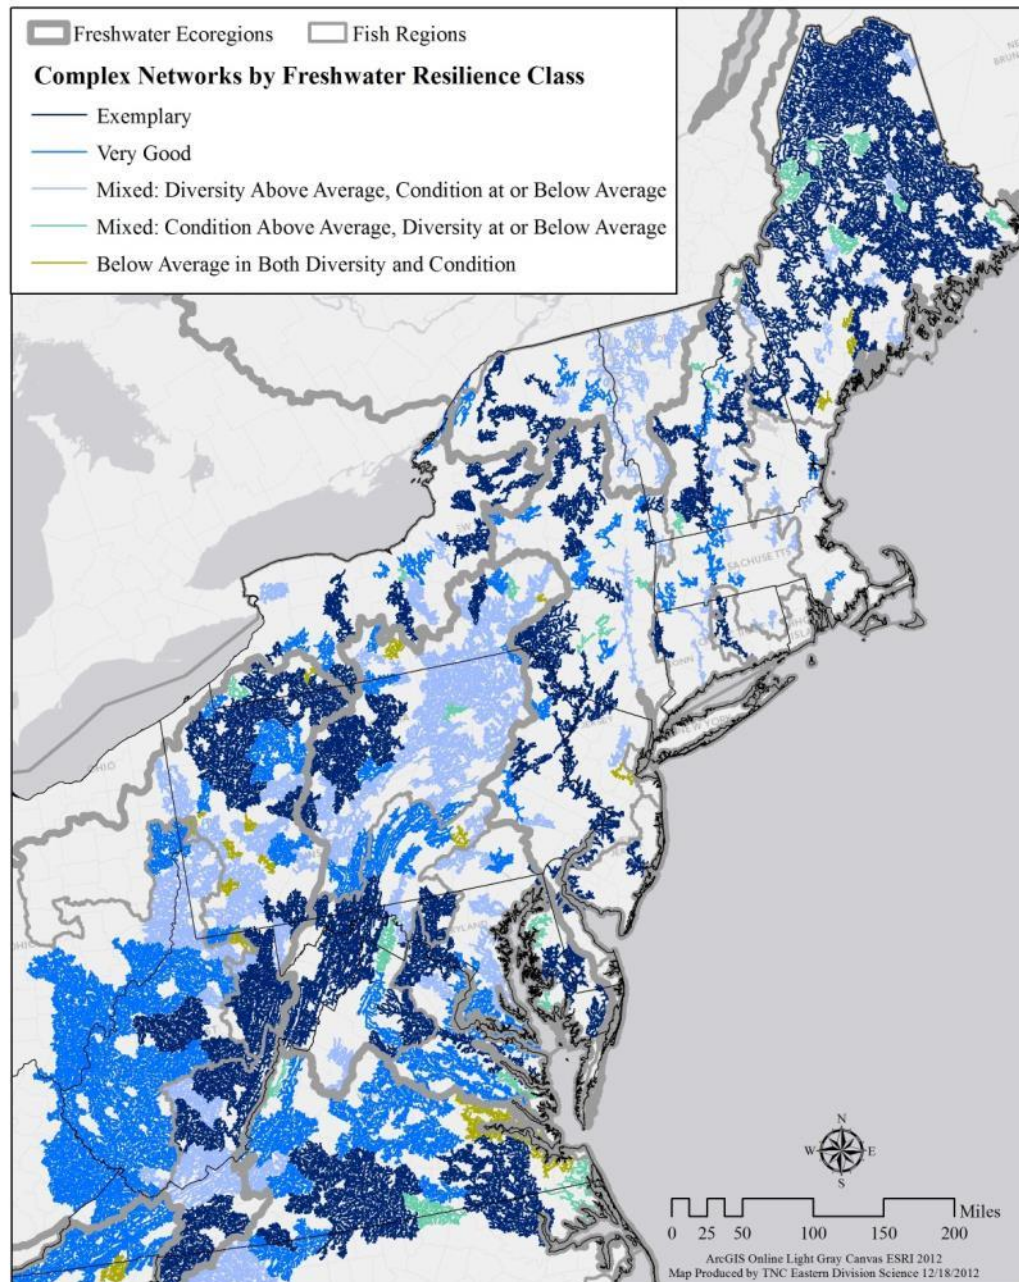 Freshwater Ecoregions Fish Regions
Complex Networks by Freshwater Resilience Class
Exemplary
Very Good
Mixed: Diversity Above Average, Condition at or Below Average
Mixed: Condition Above Average, Diversity at or Below Average
Below Average in Both Diversity and Condition
OHIO
N
W E
S
Miles
0 25 50 100 150 200
ArcGIS Online Light Gray Canvas ESRI 2012
Map Produced by TNC Eastern Division Science 12/18/2012